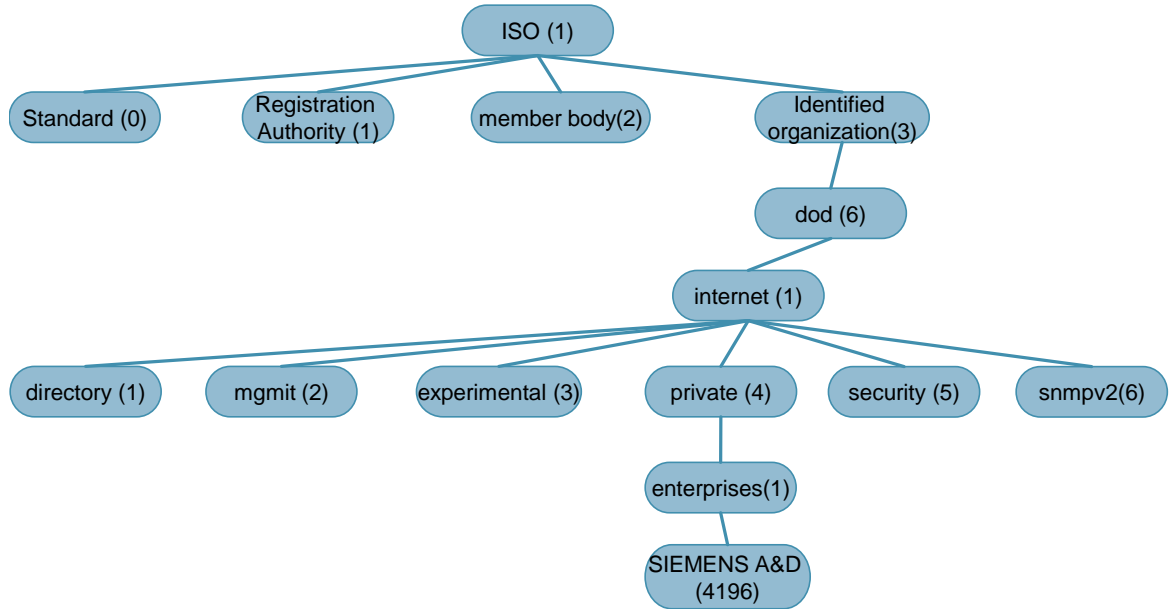 ISO (1)
Standard (0)
Registration
Authority (1)
member body(2)
Identified
organization(3)
dod (6)
internet (1)
directory (1)
mgmit (2)
experimental (3)
private (4)
security (5)
snmpv2(6)
enterprises(1)
SIEMENS A&D
(4196)